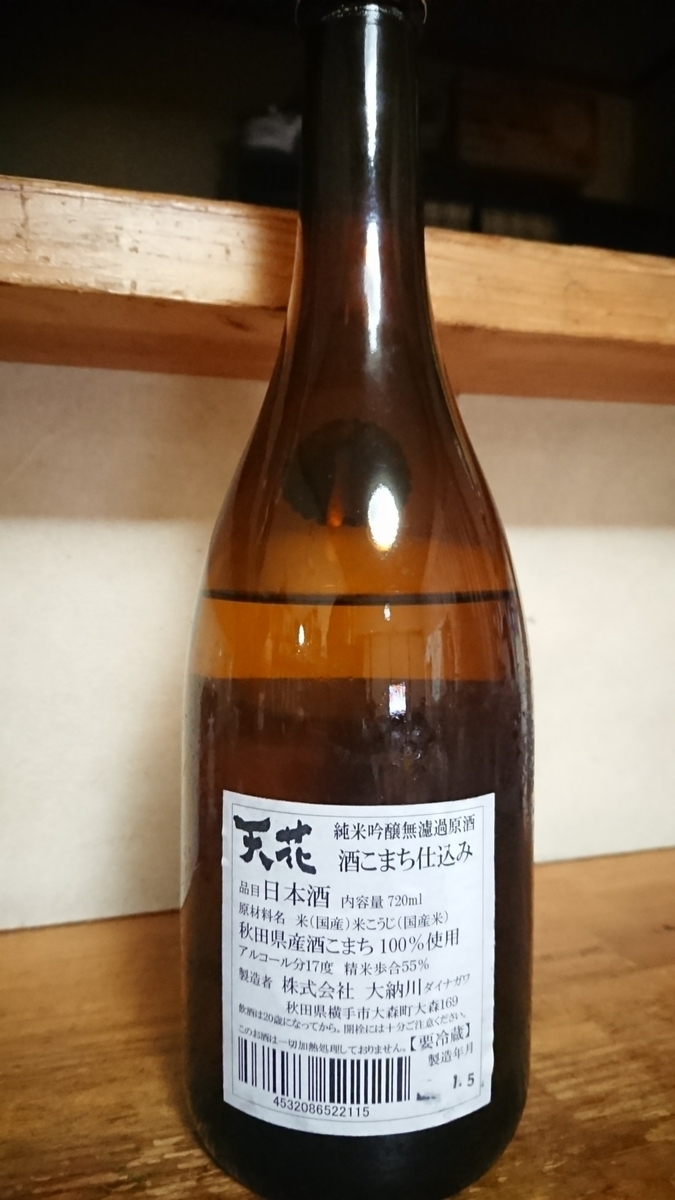 天花
純米吟醸無濾過原酒
酒こまち仕込み
品目 日本酒 内容量 720ml
原材料名 米(国産)米こうじ(国産米)
秋田県産酒こまち 100%使用
アルコール分17度 精米歩合55%
製造者 株式会社 大納川 ダイナガワ
秋田県横手市大森町大森169
飲酒は20歳になってから。開栓には十分ご注意ください。
このお酒は一切加熱処理しておりません。【要冷蔵】
製造年月
1.5
4532086522115